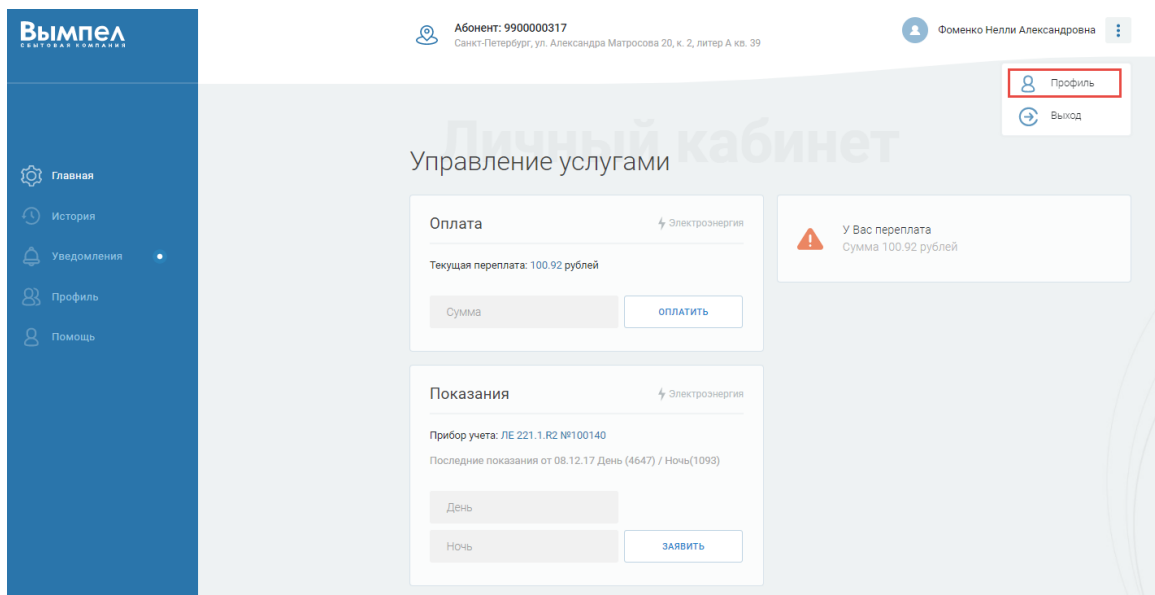 Вымпел
СБЫТОВАЯ КОМПАНИЯ
Абонент: 9900000317
Санкт-Петербург, ул. Александра Матросова 20, к. 2, литер А кв. 39
Фоменко Нелли Александровна
Профиль
Выход
Главная
История
Уведомления
Профиль
Помощь
Личный кабинет
Управление услугами
Оплата
Электроэнергия
Текущая переплата: 100.92 рублей
Сумма
ОПЛАТИТЬ
У Вас переплата
Сумма 100.92 рублей
Показания
Электроэнергия
Прибор учета: ЛЕ 221.1.R2 №100140
Последние показания от 08.12.17 День (4647) / Ночь(1093)
День
Ночь
ЗАЯВИТЬ